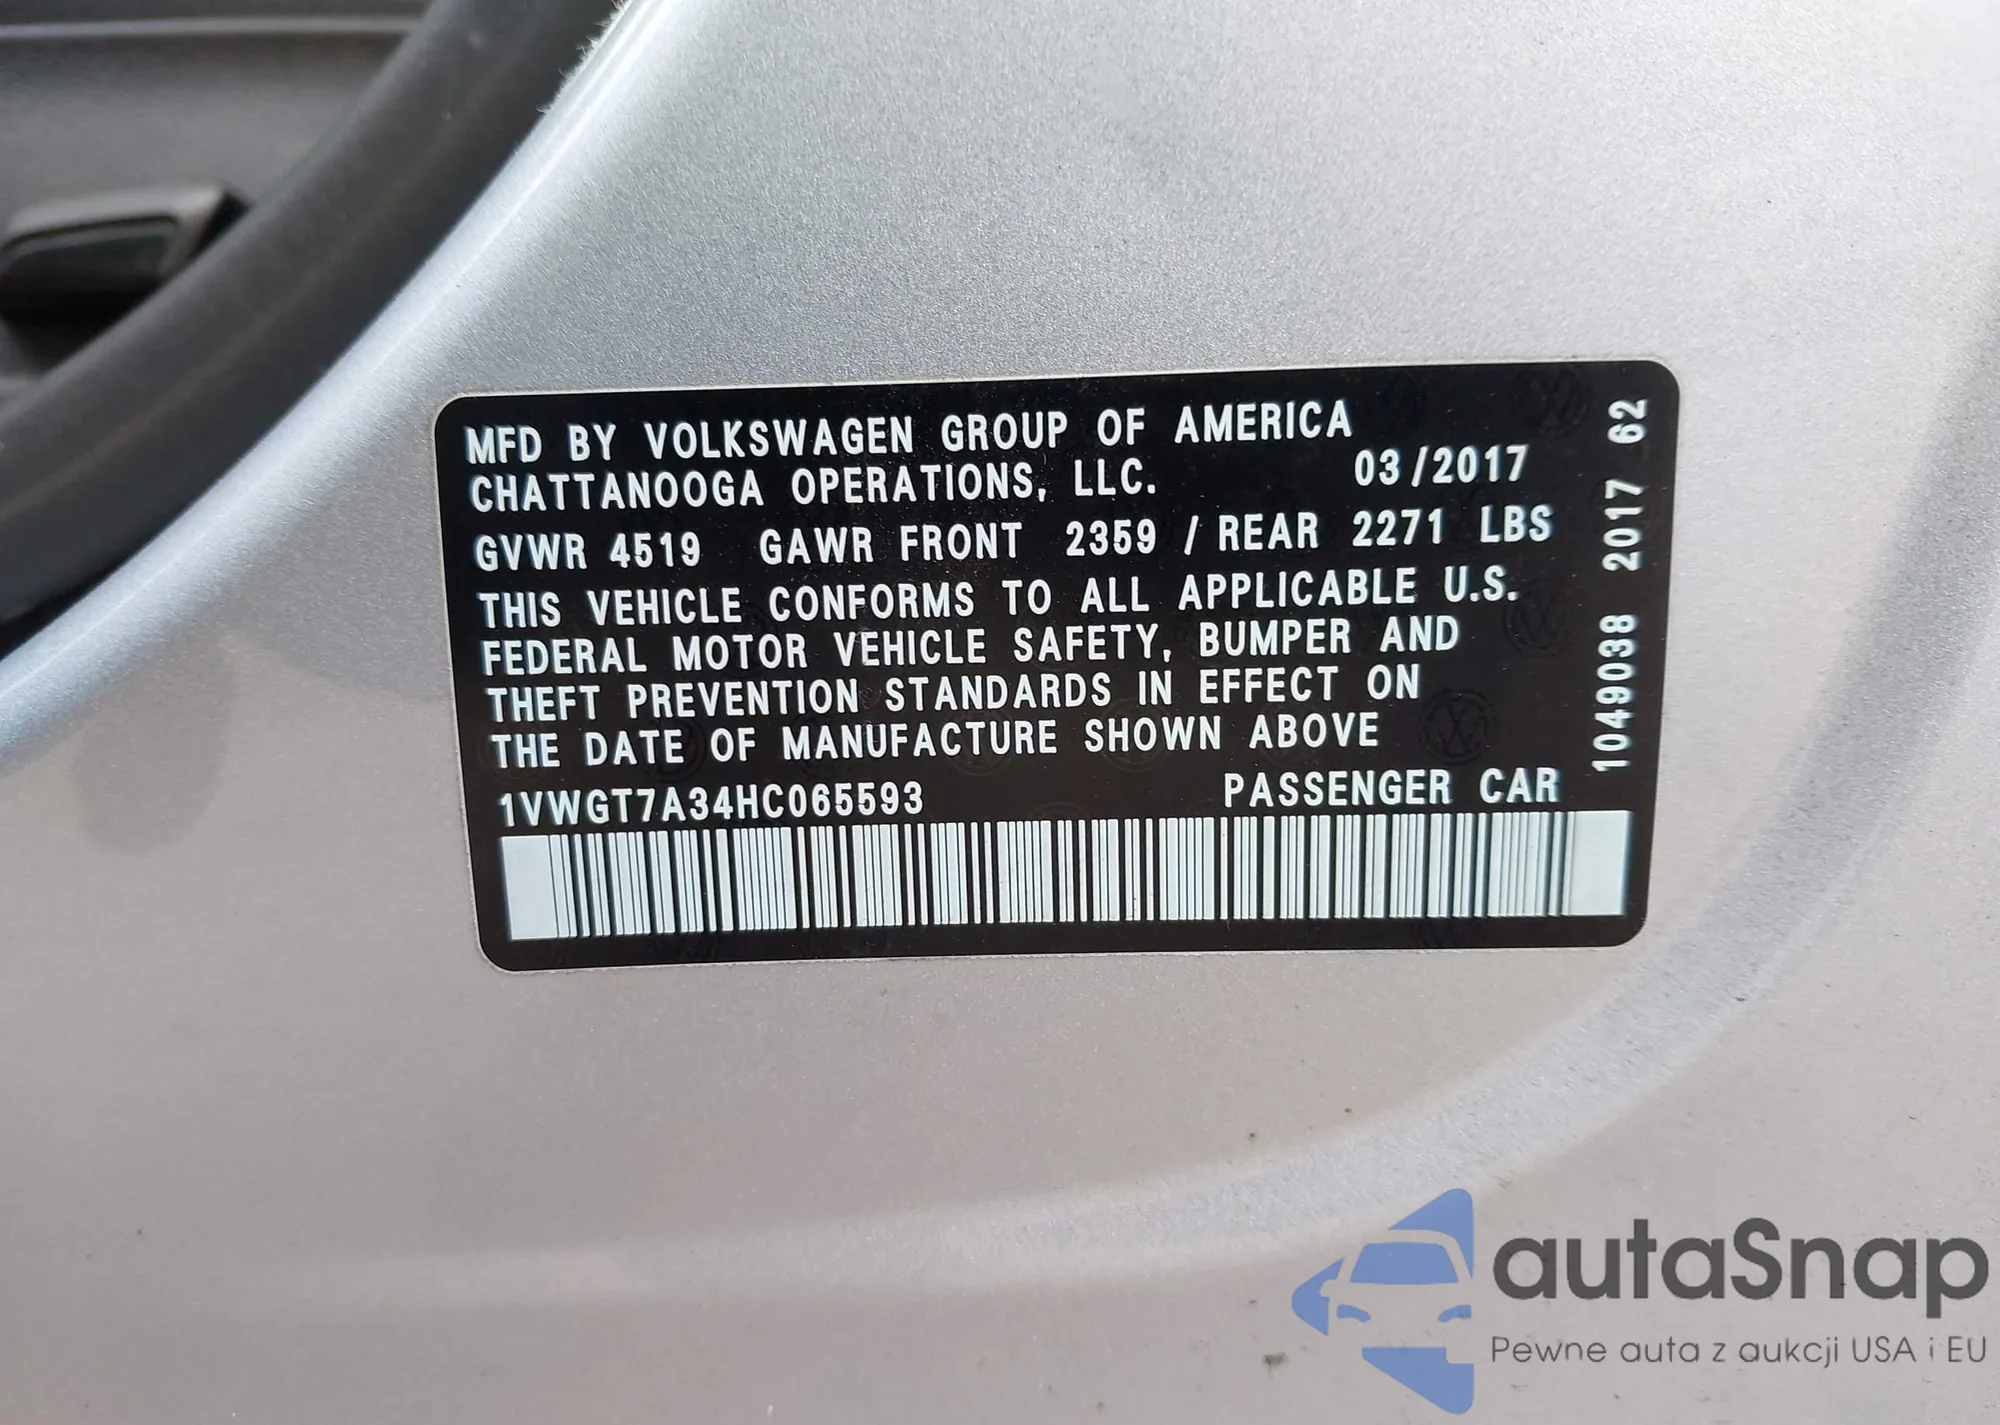 MFD BY VOLKSWAGEN GROUP OF AMERICA
CHATTANOOGA OPERATIONS, LLC. 03/2017
GVWR 4519 GAWR FRONT 2359 / REAR 2271 LBS
THIS VEHICLE CONFORMS TO ALL APPLICABLE U.S.
FEDERAL MOTOR VEHICLE SAFETY, BUMPER AND
THEFT PREVENTION STANDARDS IN EFFECT ON
THE DATE OF MANUFACTURE SHOWN ABOVE
1VWGT7A34HC065593 PASSENGER CAR
1049038 2017 62
autaSnap
Pewne auta z aukcji USA i EU